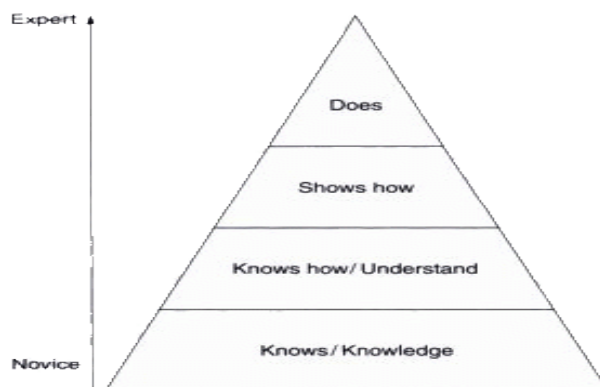 Expert
Does
Shows how
Knows how/Understand
Knows/Knowledge
Novice